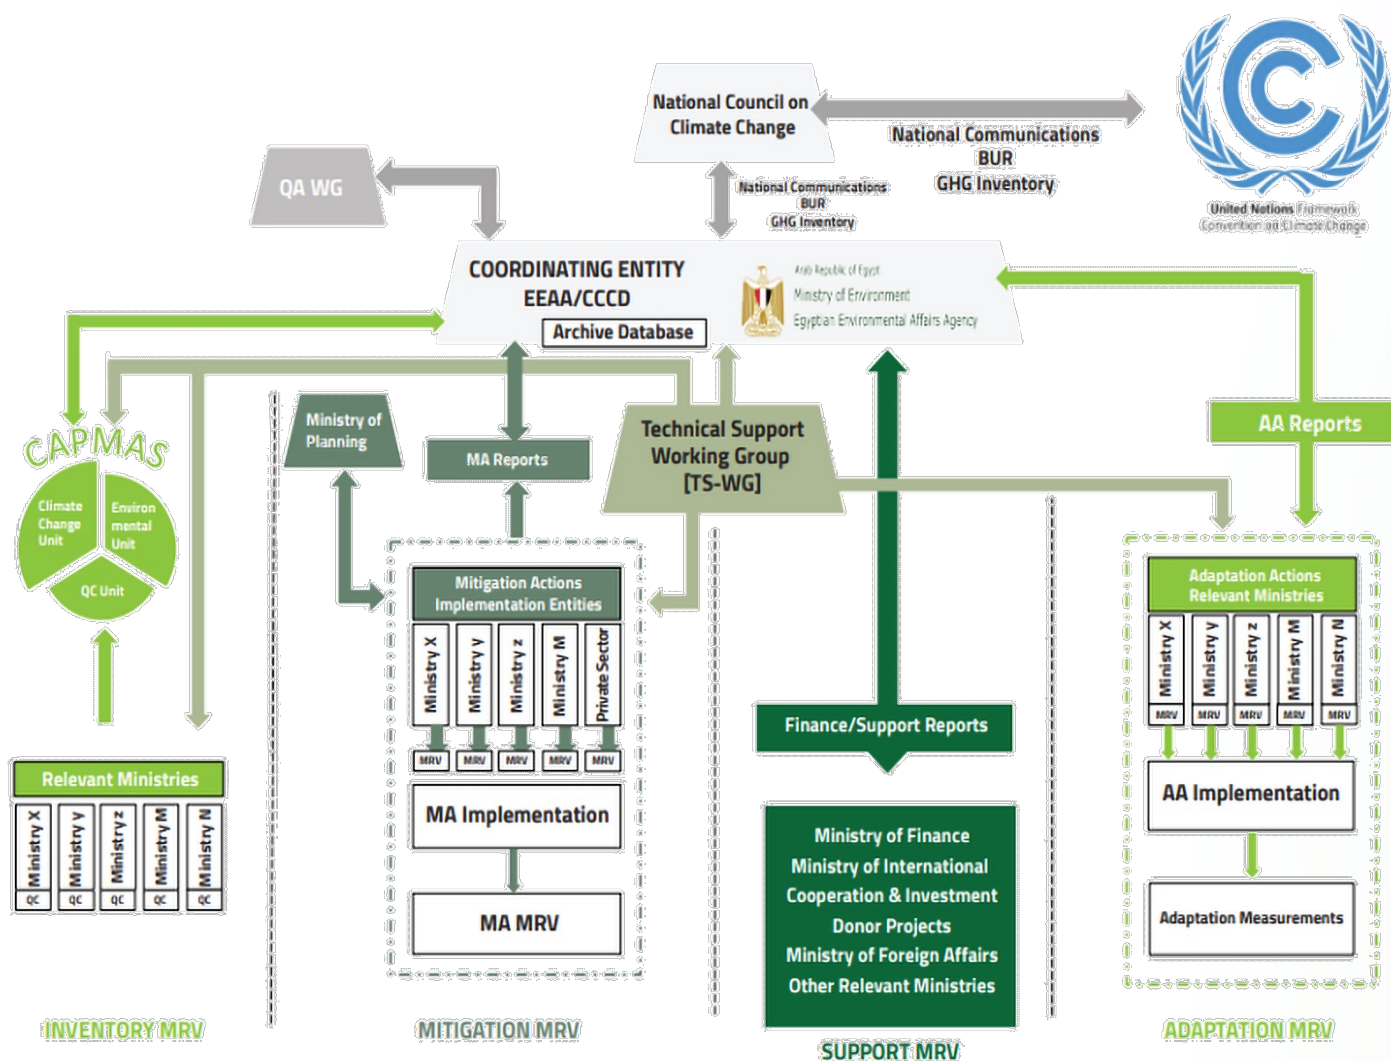 National Council on
Climate Change
National Communications
BUR
GHG Inventory
United Nations Framework
Convention on Climate Change
QA WG
National Communications
BUR
GHG Inventory
COORDINATING ENTITY
EEAA/CCCD
Archive Database
Arab Republic of Egypt
Ministry of Environment
Egyptian Environmental Affairs Agency
CAPMAS
Climate
Change
Unit
Environ
mental
Unit
QC Unit
Ministry of
Planning
MA Reports
Technical Support
Working Group
[TS-WG]
AA Reports
Mitigation Actions
Implementation Entities
Ministry X
Ministry y
Ministry z
Ministry M
Private Sector
MRV
MRV
MRV
MRV
MRV
MA Implementation
MA MRV
Finance/Support Reports
Ministry of Finance
Ministry of International
Cooperation & Investment
Donor Projects
Ministry of Foreign Affairs
Other Relevant Ministries
Adaptation Actions
Relevant Ministries
Ministry X
Ministry y
Ministry z
Ministry M
Ministry N
MRV
MRV
MRV
MRV
MRV
AA Implementation
Adaptation Measurements
Relevant Ministries
Ministry X
Ministry y
Ministry z
Ministry M
Ministry N
QC
QC
QC
QC
QC
INVENTORY MRV
MITIGATION MRV
SUPPORT MRV
ADAPTATION MRV